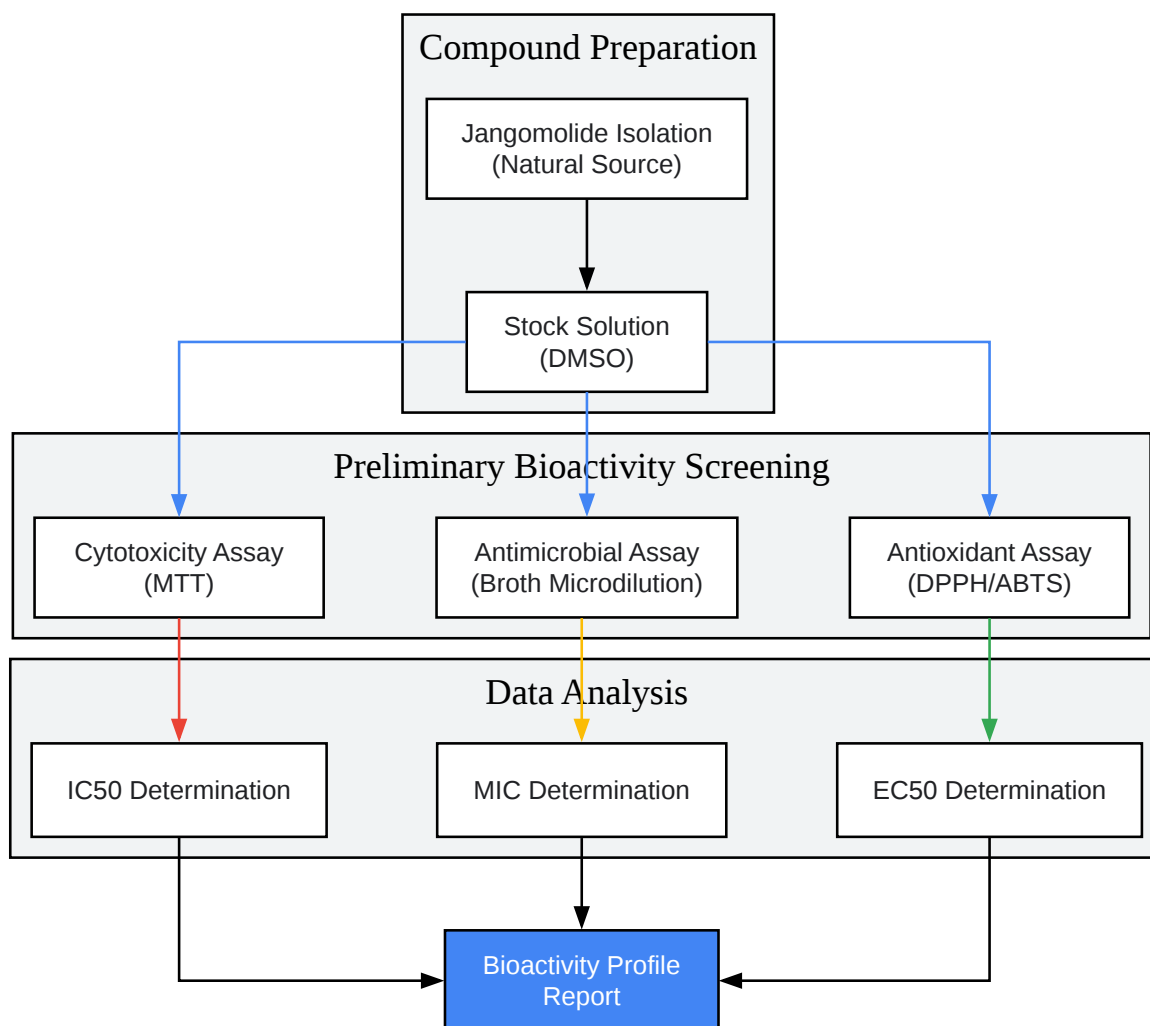 Compound Preparation
Jangomolide Isolation
(Natural Source)
Stock Solution
(DMSO)
Preliminary Bioactivity Screening
Cytotoxicity Assay
(MTT)
Antimicrobial Assay
(Broth Microdilution)
Antioxidant Assay
(DPPH/ABTS)
Data Analysis
IC50 Determination
MIC Determination
EC50 Determination
Bioactivity Profile
Report